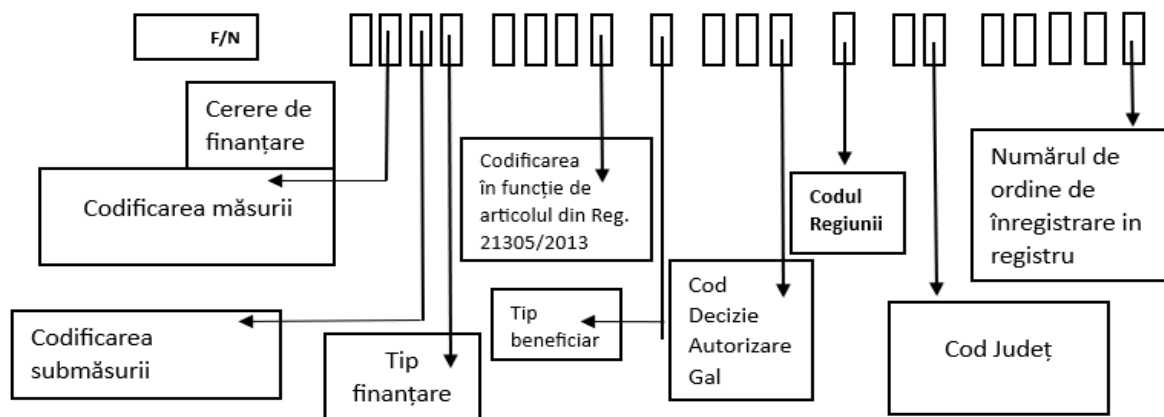 F/N
Cerere de
finanțare
Codificarea măsurii
Codificarea
submăsurii
Tip
finanțare
Codificarea
în funcție de
articolul din Reg.
21305/2013
Tip
beneficiar
Cod
Decizie
Autorizare
Gal
Codul
Regiunii
Cod Județ
Numărul de
ordine de
înregistrare in
registru